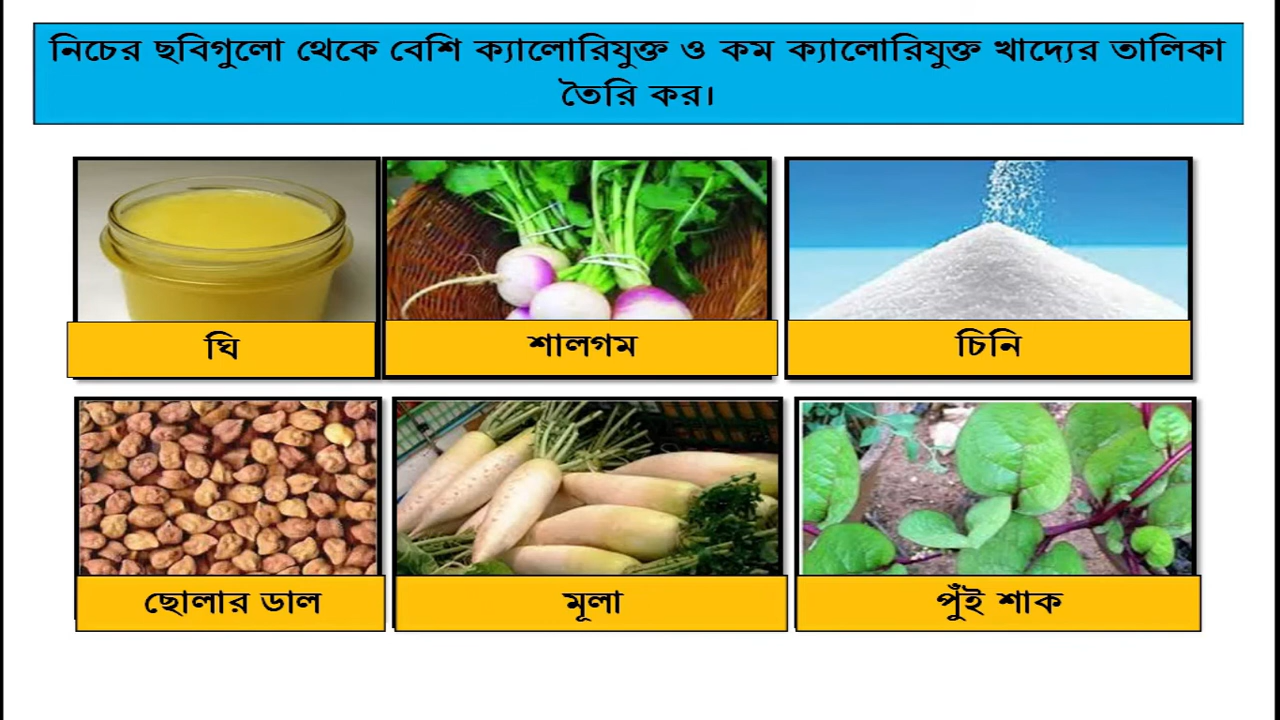 নিচের ছবিগুলো থেকে বেশি ক্যালোরিযুক্ত ও কম ক্যালোরিযুক্ত খাদ্যের তালিকা
তৈরি কর।
ঘি
শালগম
চিনি
ছোলার ডাল
মূলা
পুঁই শাক